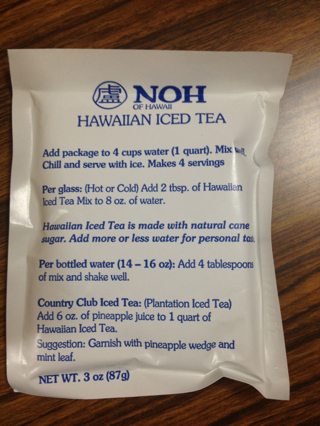 盧 NOH
OF HAWAII
HAWAIIAN ICED TEA
Add package to 4 cups water (1 quart). Mix
Chill and serve with ice. Makes 4 servings
Per glass: (Hot or Cold) Add 2 tbsp. of Hawaiian
Iced Tea Mix to 8 oz. of water.
Hawaiian Iced Tea is made with natural cane
sugar. Add more or less water for personal
Per bottled water (14 – 16 oz): Add 4 tablespoons
of mix and shake well.
Country Club Iced Tea: (Plantation Iced Tea)
Add 6 oz. of pineapple juice to 1 quart of
Hawaiian Iced Tea.
Suggestion: Garnish with pineapple wedge and
mint leaf.
NET WT. 3 oz (87g)